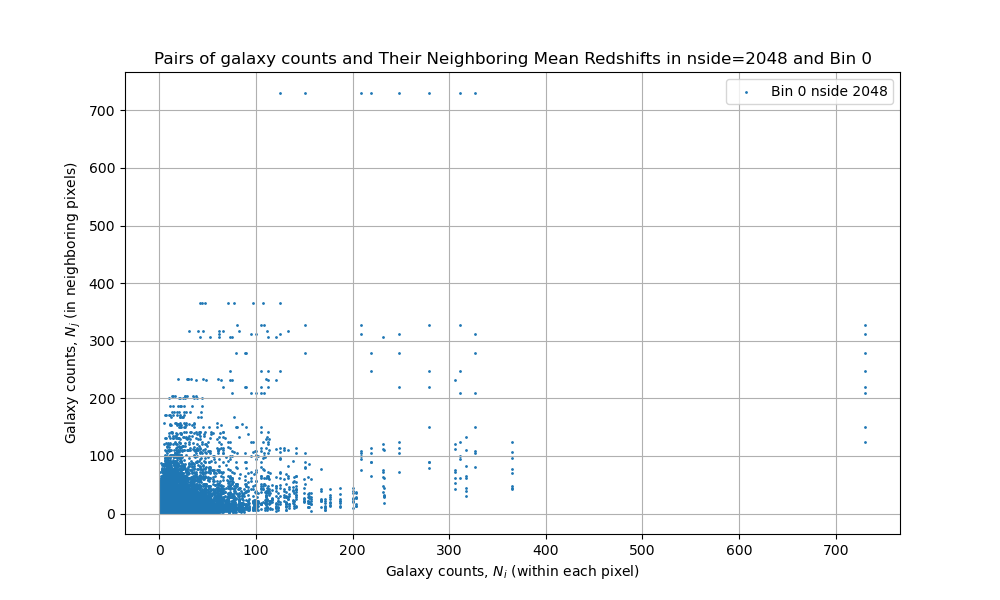 Pairs of galaxy counts and Their Neighboring Mean Redshifts in nside=2048 and Bin 0
Bin 0 nside 2048
Galaxy counts, N_j (in neighboring pixels)
700
600
500
400
300
200
100
0
0 100 200 300 400 500 600 700
Galaxy counts, N_i (within each pixel)